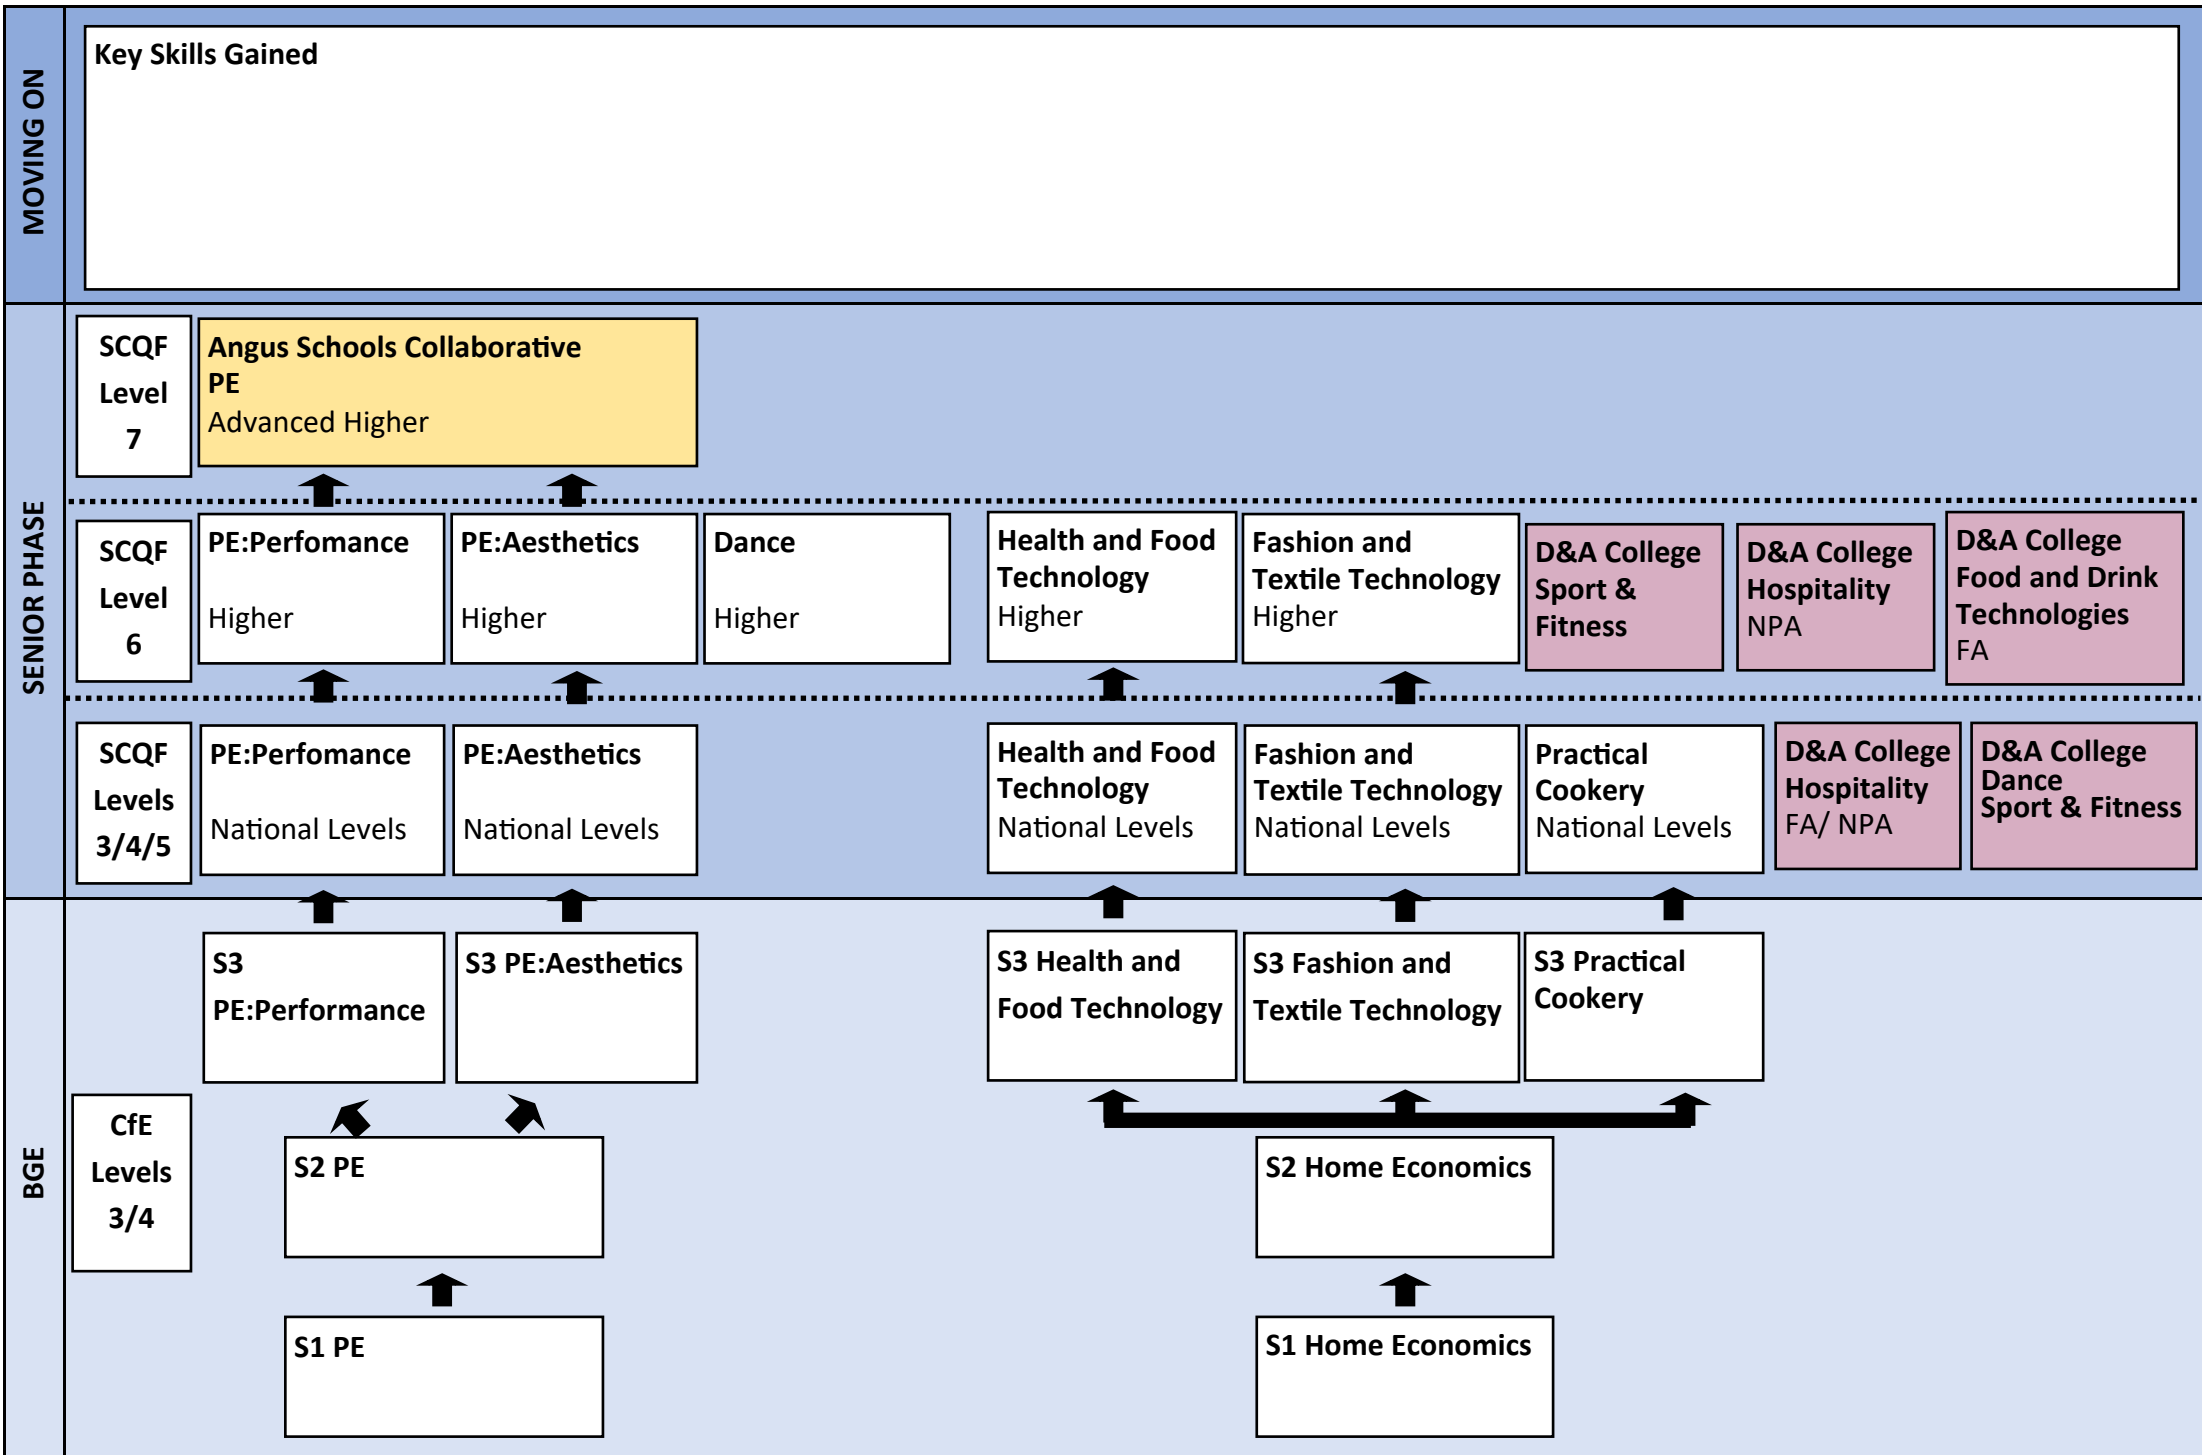 MOVING ON
Key Skills Gained
SENIOR PHASE
SCQF
Level
7
Angus Schools Collaborative
PE
Advanced Higher
SCQF
Level
6
PE:Perfomance
Higher
PE:Aesthetics
Higher
Dance
Higher
Health and Food
Technology
Higher
Fashion and
Textile Technology
Higher
D&A College
Sport &
Fitness
D&A College
Hospitality
NPA
D&A College
Food and Drink
Technologies
FA
SCQF
Levels
3/4/5
PE:Perfomance
National Levels
PE:Aesthetics
National Levels
Health and Food
Technology
National Levels
Fashion and
Textile Technology
National Levels
Practical
Cookery
National Levels
D&A College
Hospitality
FA/ NPA
D&A College
Dance
Sport & Fitness
BGE
CfE
Levels
3/4
S3
PE:Performance
S3 PE:Aesthetics
S3 Health and
Food Technology
S3 Fashion and
Textile Technology
S3 Practical
Cookery
S2 PE
S2 Home Economics
S1 PE
S1 Home Economics